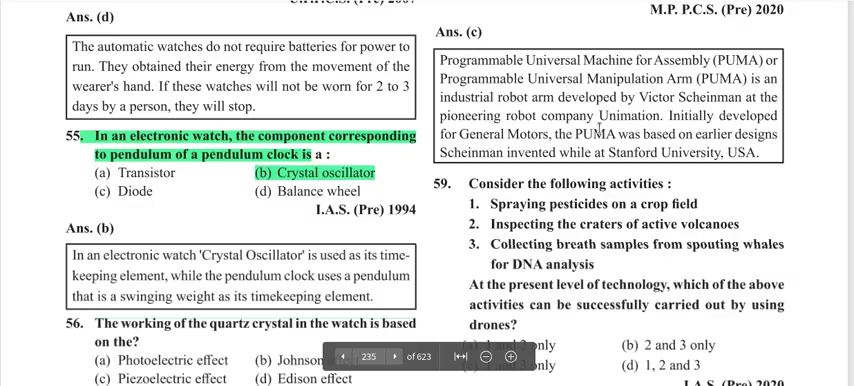 Ans. (d)
The automatic watches do not require batteries for power to
run. They obtained their energy from the movement of the
wearer's hand. If these watches will not be worn for 2 to 3
days by a person, they will stop.
55. In an electronic watch, the component corresponding
to pendulum of a pendulum clock is a :
(a) Transistor (b) Crystal oscillator
(c) Diode (d) Balance wheel
I.A.S. (Pre) 1994
Ans. (b)
In an electronic watch 'Crystal Oscillator' is used as its time-
keeping element, while the pendulum clock uses a pendulum
that is a swinging weight as its timekeeping element.
56. The working of the quartz crystal in the watch is based
on the?
(a) Photoelectric effect (b) Johnson
(c) Piezoelectric effect (d) Edison effect
M.P. P.C.S. (Pre) 2020
Ans. (c)
Programmable Universal Machine for Assembly (PUMA) or
Programmable Universal Manipulation Arm (PUMA) is an
industrial robot arm developed by Victor Scheinman at the
pioneering robot company Unimation. Initially developed
for General Motors, the PUMA was based on earlier designs
Scheinman invented while at Stanford University, USA.
59. Consider the following activities :
1. Spraying pesticides on a crop field
2. Inspecting the craters of active volcanoes
3. Collecting breath samples from spouting whales
for DNA analysis
At the present level of technology, which of the above
activities can be successfully carried out by using
drones?
only (b) 2 and 3 only
only (d) 1, 2 and 3
235 of 623